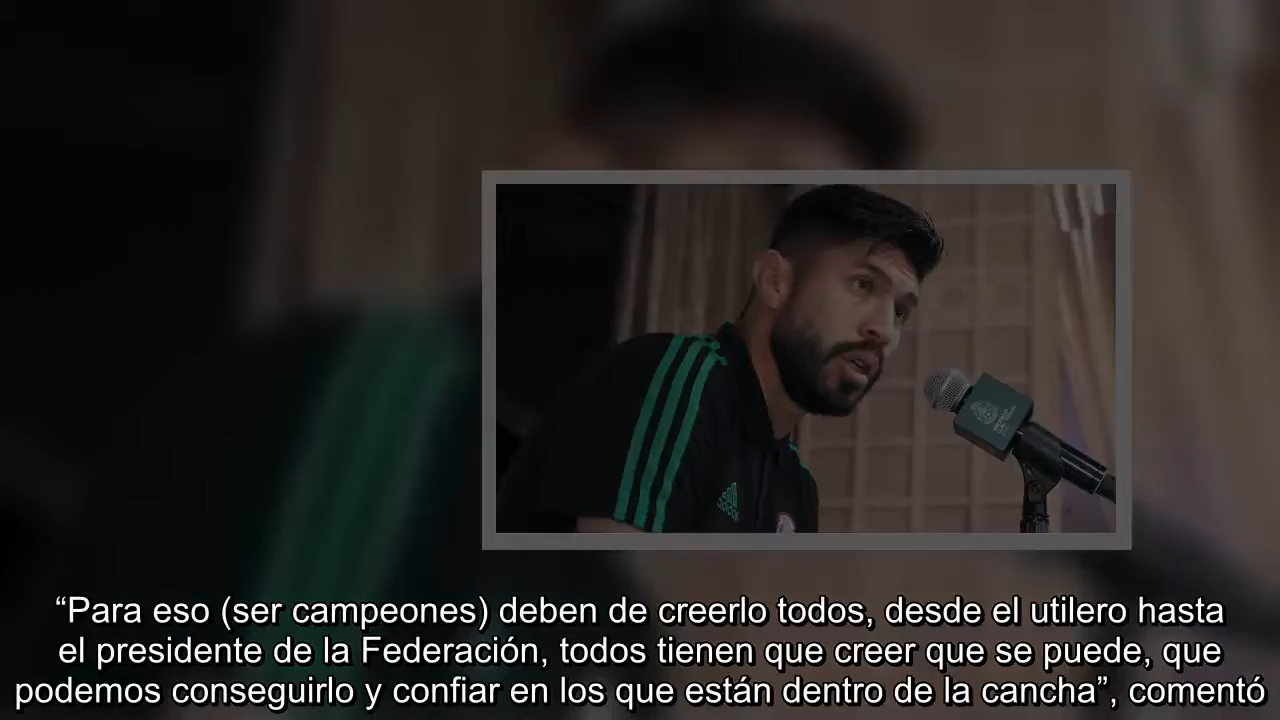 “Para eso (ser campeones) deben de creerlo todos, desde el utilero hasta
el presidente de la Federación, todos tienen que creer que se puede, que
podemos conseguirlo y confiar en los que están dentro de la cancha”, comentó
adidas